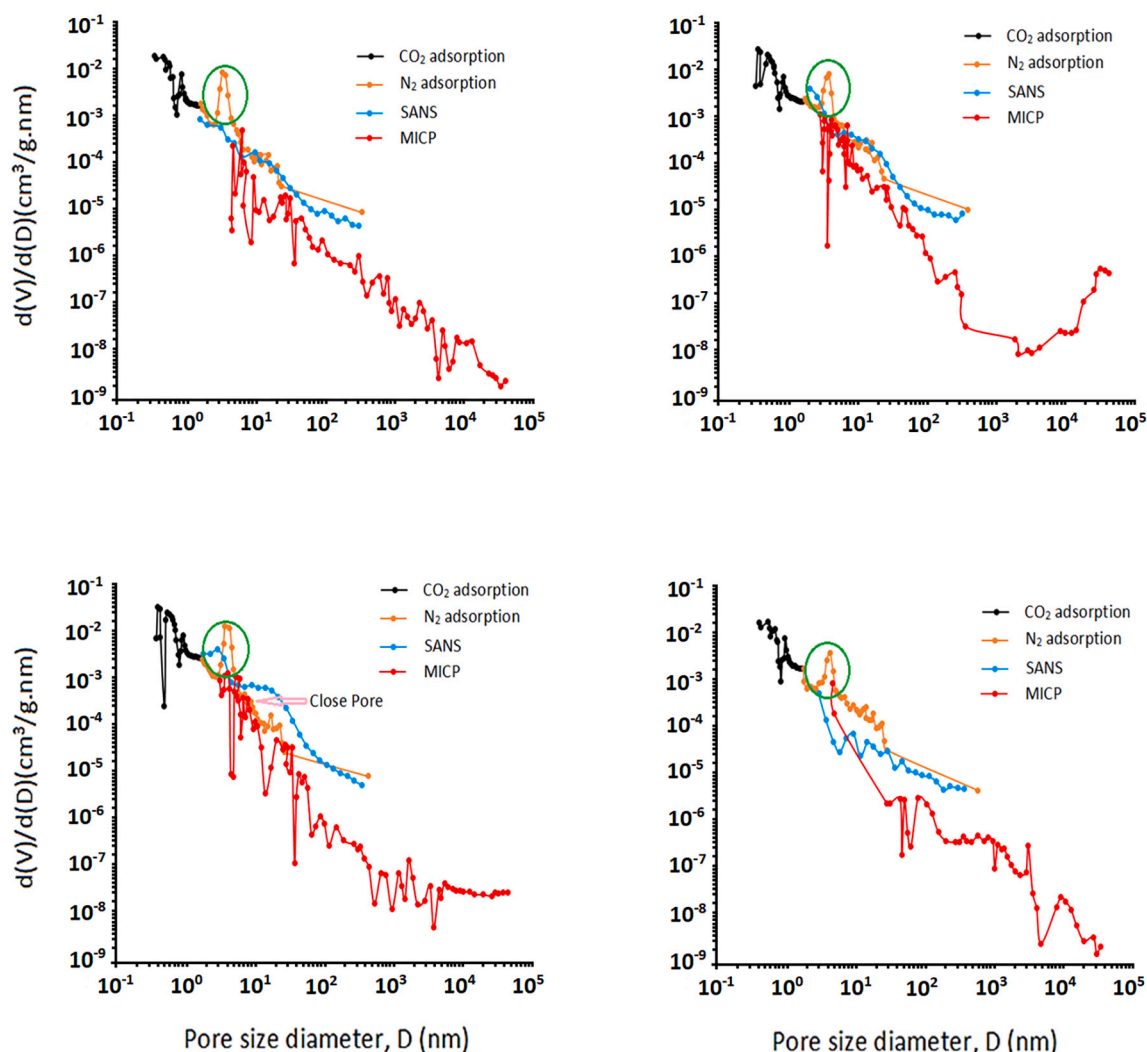 10⁻¹
10⁻²
10⁻³
10⁻⁴
10⁻⁵
10⁻⁶
10⁻⁷
10⁻⁸
10⁻⁹
d(v)/d(D)(cm³/g.nm)
CO₂ adsorption
N₂ adsorption
SANS
MICP
10⁻¹ 10⁰ 10¹ 10² 10³ 10⁴ 10⁵
10⁻¹
10⁻²
10⁻³
10⁻⁴
10⁻⁵
10⁻⁶
10⁻⁷
10⁻⁸
10⁻⁹
CO₂ adsorption
N₂ adsorption
SANS
MICP
10⁻¹ 10⁰ 10¹ 10² 10³ 10⁴ 10⁵
10⁻¹
10⁻²
10⁻³
10⁻⁴
10⁻⁵
10⁻⁶
10⁻⁷
10⁻⁸
10⁻⁹
d(v)/d(D)(cm³/g.nm)
CO₂ adsorption
N₂ adsorption
SANS
MICP
Close Pore
10⁻¹ 10⁰ 10¹ 10² 10³ 10⁴ 10⁵
Pore size diameter, D (nm)
10⁻¹
10⁻²
10⁻³
10⁻⁴
10⁻⁵
10⁻⁶
10⁻⁷
10⁻⁸
10⁻⁹
CO₂ adsorption
N₂ adsorption
SANS
MICP
10⁻¹ 10⁰ 10¹ 10² 10³ 10⁴ 10⁵
Pore size diameter, D (nm)